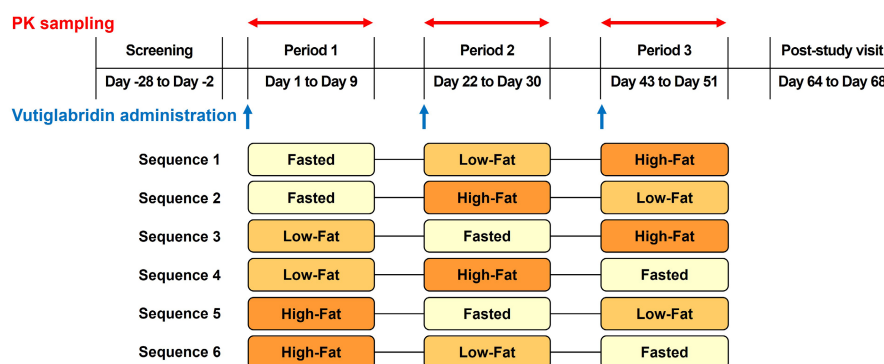 PK sampling
Screening Period 1 Period 2 Period 3 Post-study visit
Day -28 to Day -2 Day 1 to Day 9 Day 22 to Day 30 Day 43 to Day 51 Day 64 to Day 68
Vutiglabridin administration
Sequence 1 Fasted Low-Fat High-Fat
Sequence 2 Fasted High-Fat Low-Fat
Sequence 3 Low-Fat Fasted High-Fat
Sequence 4 Low-Fat High-Fat Fasted
Sequence 5 High-Fat Fasted Low-Fat
Sequence 6 High-Fat Low-Fat Fasted